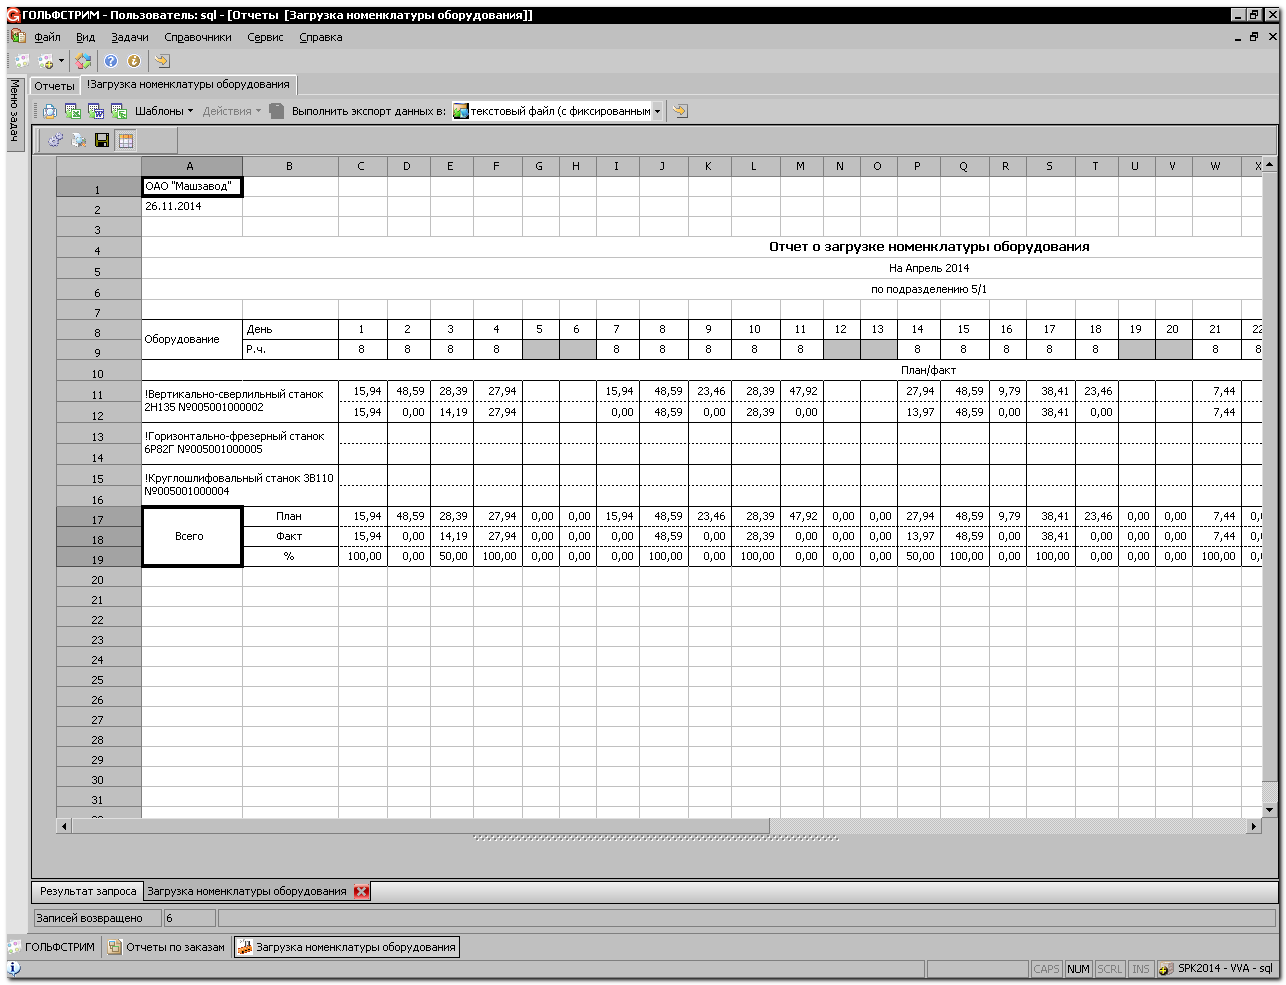 ГОЛЬФСТРИМ - Пользователь: sql - [Отчеты  [Загрузка номенклатуры оборудования]]
Файл Вид Задачи Справочники Сервис Справка
Меню задач
Отчеты !Загрузка номенклатуры оборудования
Шаблоны Действия Выполнить экспорт данных в: текстовый файл (с фиксированным
A B C D E F G H I J K L M N O P Q R S T U V W X
1 ОАО "Машзавод"
2 26.11.2014
3
4 Отчет о загрузке номенклатуры оборудования
5 На Апрель 2014
6 по подразделению 5/1
7
8 Оборудование День 1 2 3 4 5 6 7 8 9 10 11 12 13 14 15 16 17 18 19 20 21 22
9 Р.ч. 8 8 8 8 8 8 8 8 8 8 8 8 8 8 8 8
10 План/факт
11 !Вертикально-сверлильный станок 15,94 48,59 28,39 27,94 15,94 48,59 23,46 28,39 47,92 27,94 48,59 9,79 38,41 23,46 7,44
12 2Н135 №005001000002 15,94 0,00 14,19 27,94 0,00 48,59 0,00 28,39 0,00 13,97 48,59 0,00 38,41 0,00 7,44
13 !Горизонтально-фрезерный станок
14 6Р82Г №005001000005
15 !Круглошлифовальный станок 3В110
16 №005001000004
17 План 15,94 48,59 28,39 27,94 0,00 0,00 15,94 48,59 23,46 28,39 47,92 0,00 0,00 27,94 48,59 9,79 38,41 23,46 0,00 0,00 7,44 0,
18 Всего Факт 15,94 0,00 14,19 27,94 0,00 0,00 0,00 48,59 0,00 28,39 0,00 0,00 0,00 13,97 48,59 0,00 38,41 0,00 0,00 0,00 7,44 0,
19 % 100,00 0,00 50,00 100,00 0,00 0,00 0,00 100,00 0,00 100,00 0,00 0,00 0,00 50,00 100,00 0,00 100,00 0,00 0,00 0,00 100,00 0,
20
21
22
23
24
25
26
27
28
29
30
31
Результат запроса Загрузка номенклатуры оборудования
Записей возвращено 6
ГОЛЬФСТРИМ Отчеты по заказам Загрузка номенклатуры оборудования
CAPS NUM SCRL INS SPK2014 - VVA - sql